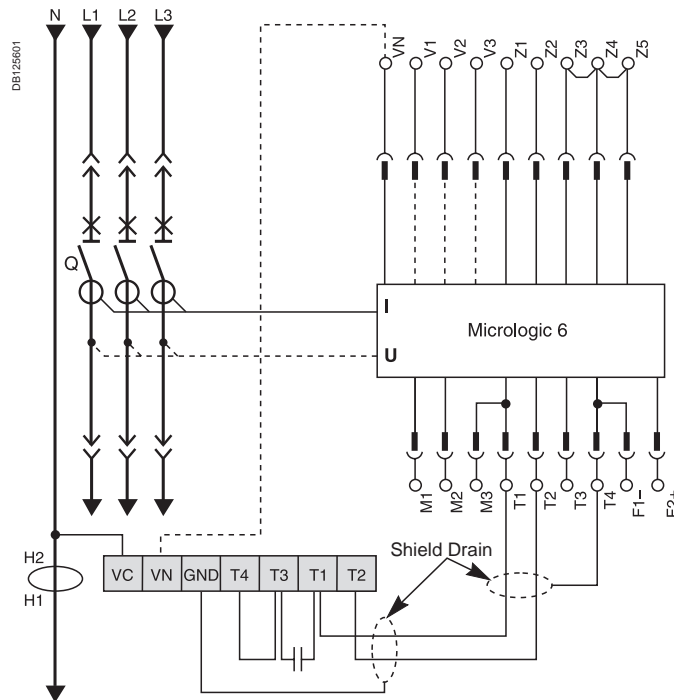 DB125601
N L1 L2 L3
VN V1 V2 V3 Z1 Z2 Z3 Z4 Z5
Q
I
U
Micrologic 6
M1 M2 M3 T1 T2 T3 T4 F1– F2+
Shield Drain
H2
H1
VC VN GND T4 T3 T1 T2